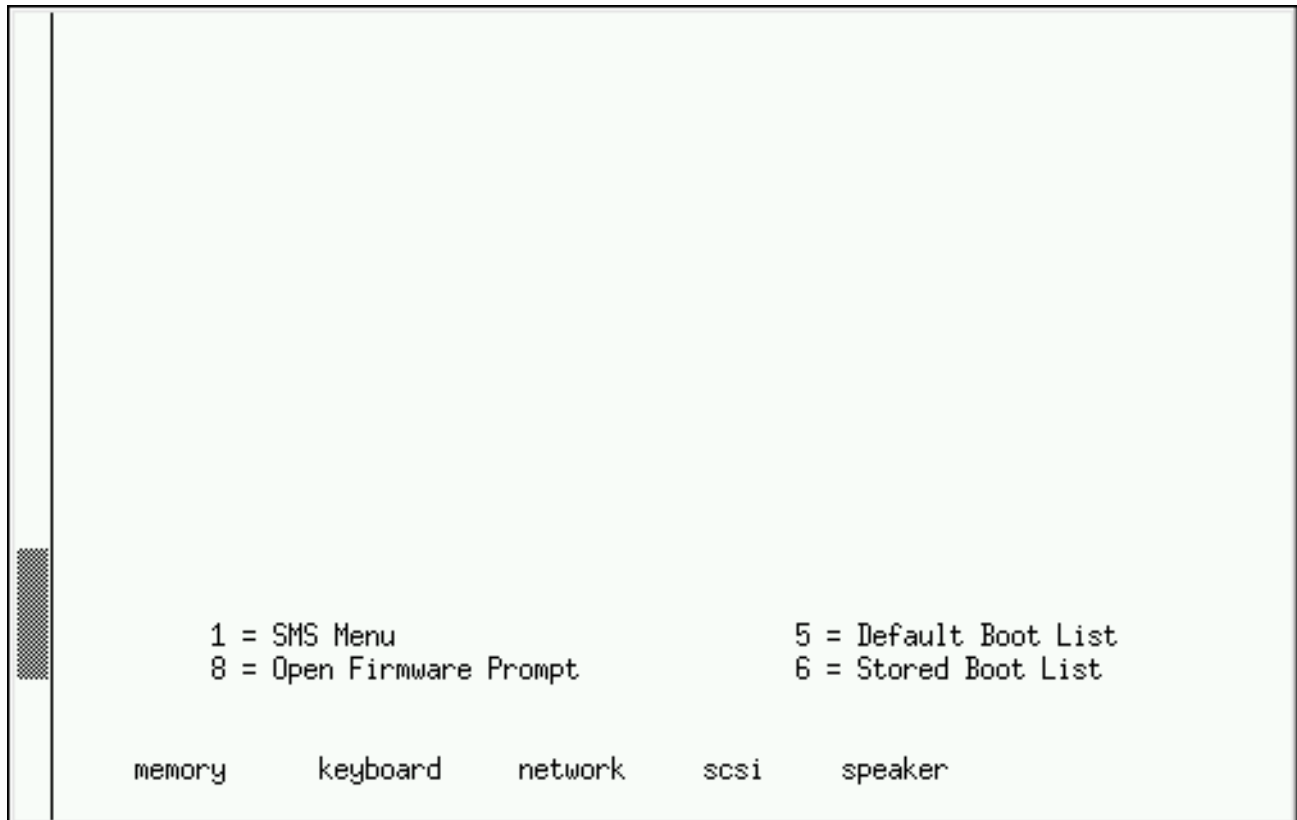 1 = SMS Menu                          5 = Default Boot List
8 = Open Firmware Prompt              6 = Stored Boot List
memory      keyboard     network     scsi     speaker